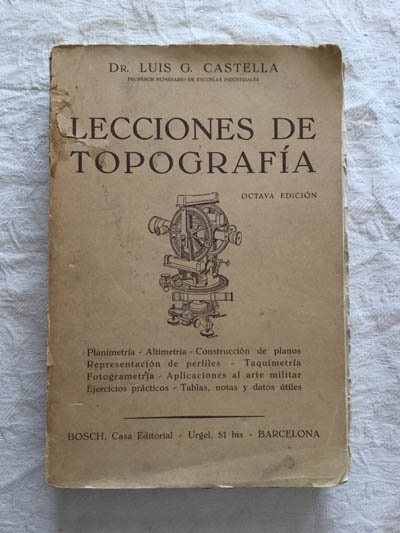 DR. LUIS G. CASTELLA
PROFESOR NUMERARIO DE ESCUELAS INDUSTRIALES
LECCIONES DE
TOPOGRAFÍA
OCTAVA EDICIÓN
Planimetría - Altimetría - Construcción de planos
Representación de perfiles - Taquimetría
Fotogrametría - Aplicaciones al arte militar
Ejercicios prácticos - Tablas, notas y datos útiles
BOSCH, Casa Editorial - Urgel, 51 bis - BARCELONA